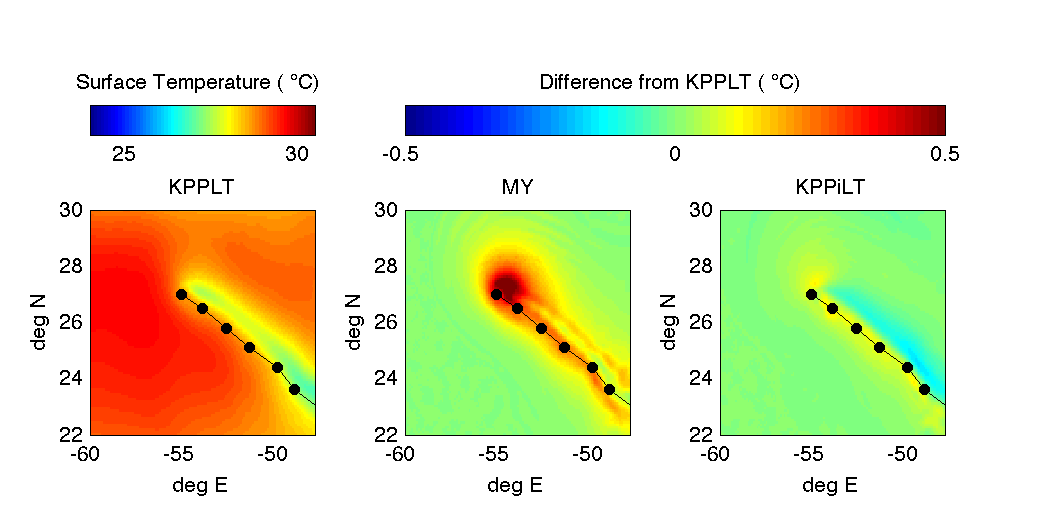 Surface Temperature ( °C)
Difference from KPPLT ( °C)
25 30
-0.5 0 0.5
KPPLT
MY
KPPiLT
30
28
26
24
22
-60 -55 -50
deg E
deg N
30
28
26
24
22
-60 -55 -50
deg E
deg N
30
28
26
24
22
-60 -55 -50
deg E
deg N